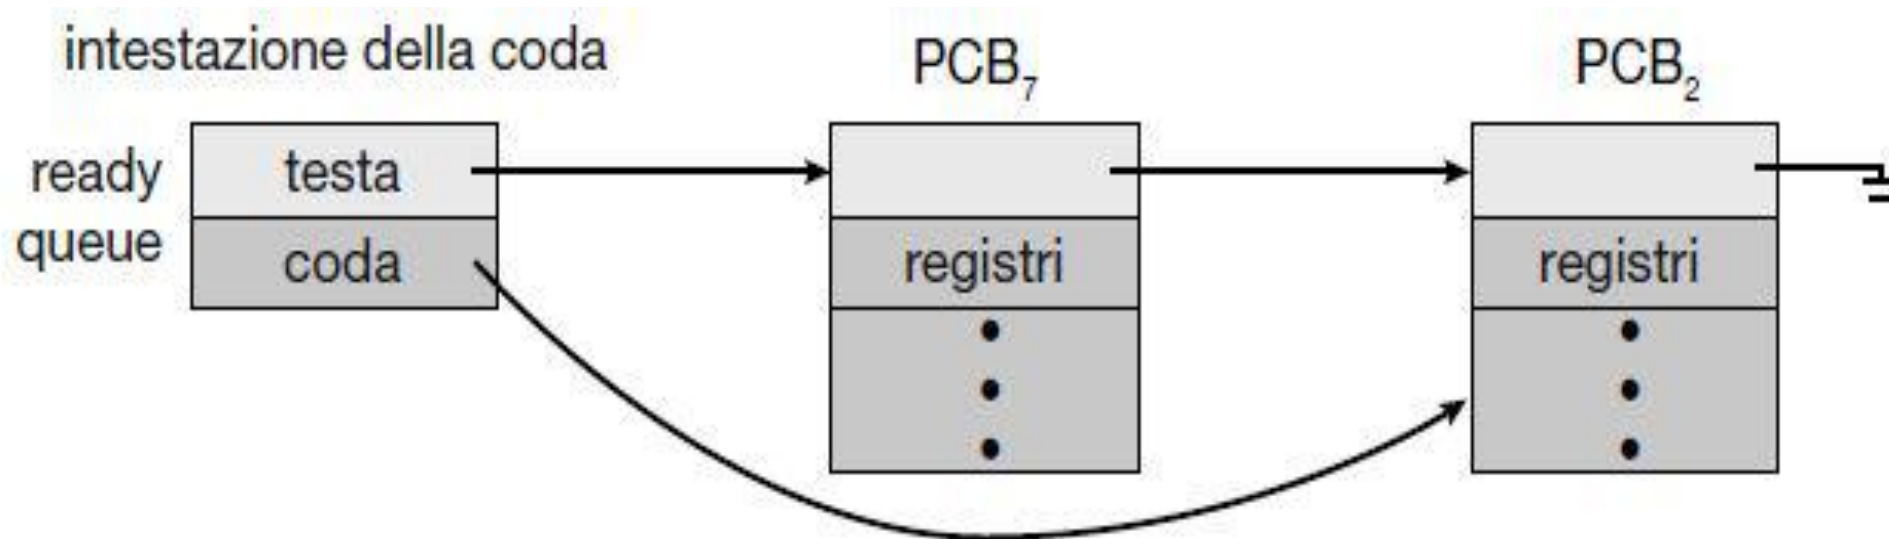 intestazione della coda
PCB₇
PCB₂
ready
queue
testa
coda
registri
registri